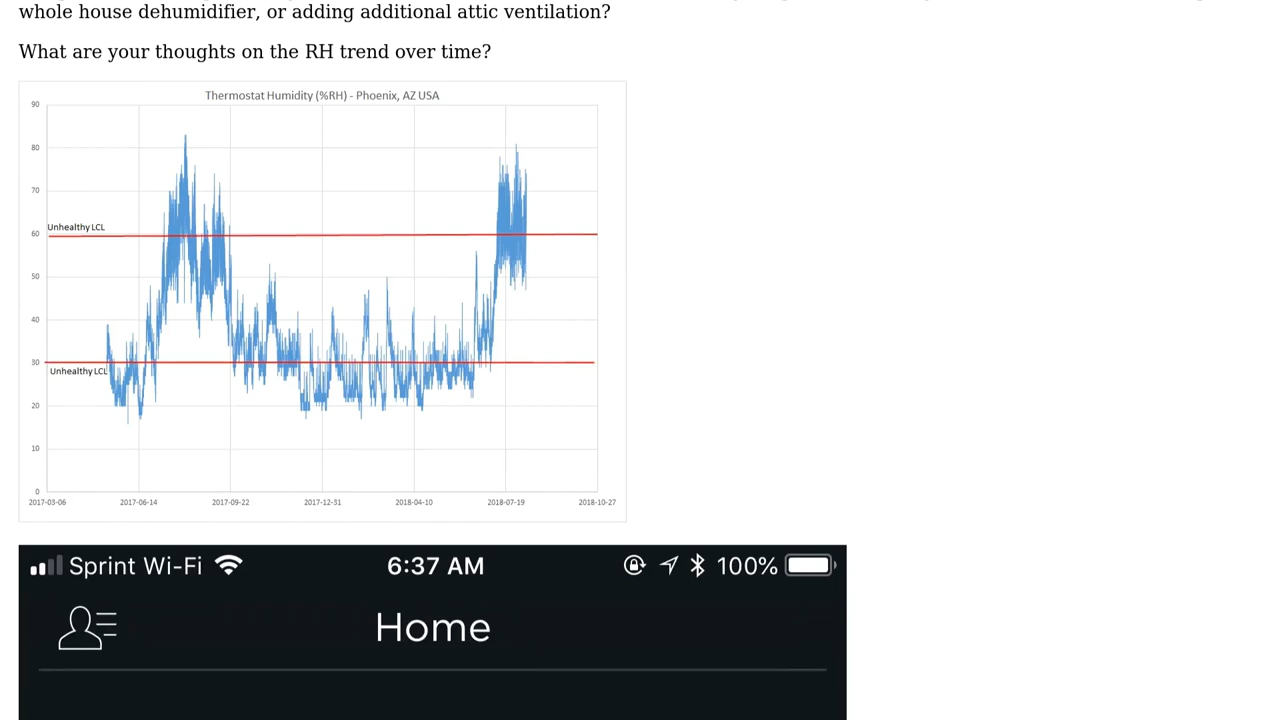 whole house dehumidifier, or adding additional attic ventilation?
What are your thoughts on the RH trend over time?
Thermostat Humidity (%RH) - Phoenix, AZ USA
90
80
70
Unhealthy LCL
60
50
40
30
Unhealthy LCL
20
10
0
2017-03-06 2017-06-14 2017-09-22 2017-12-31 2018-04-10 2018-07-19 2018-10-27
Sprint Wi-Fi 6:37 AM 100%
Home